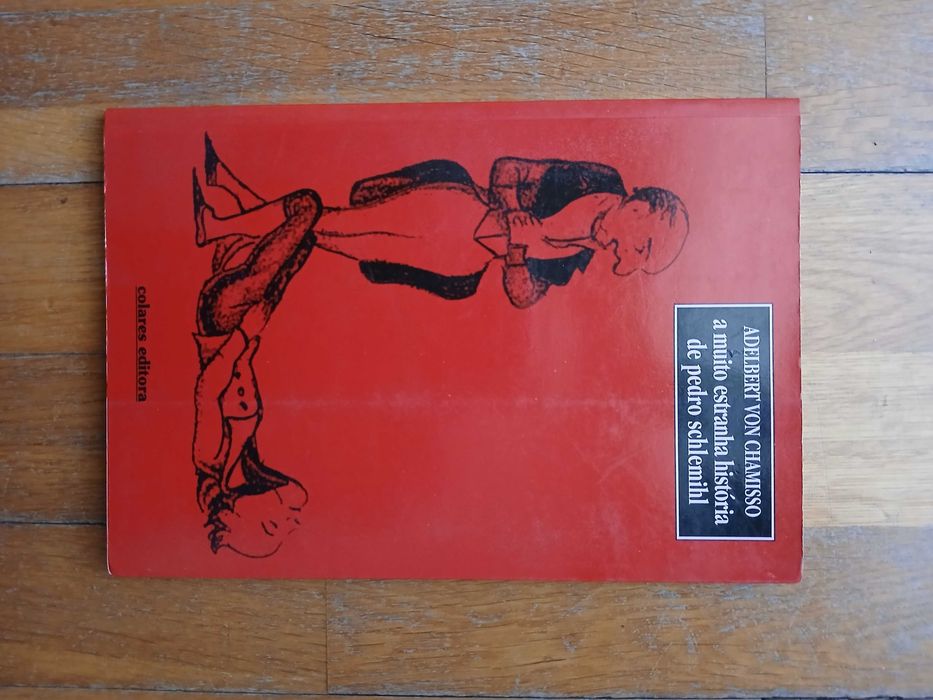 ADELBERT VON CHAMISSO
a muito estranha história
de pedro schlemihl
colares editora